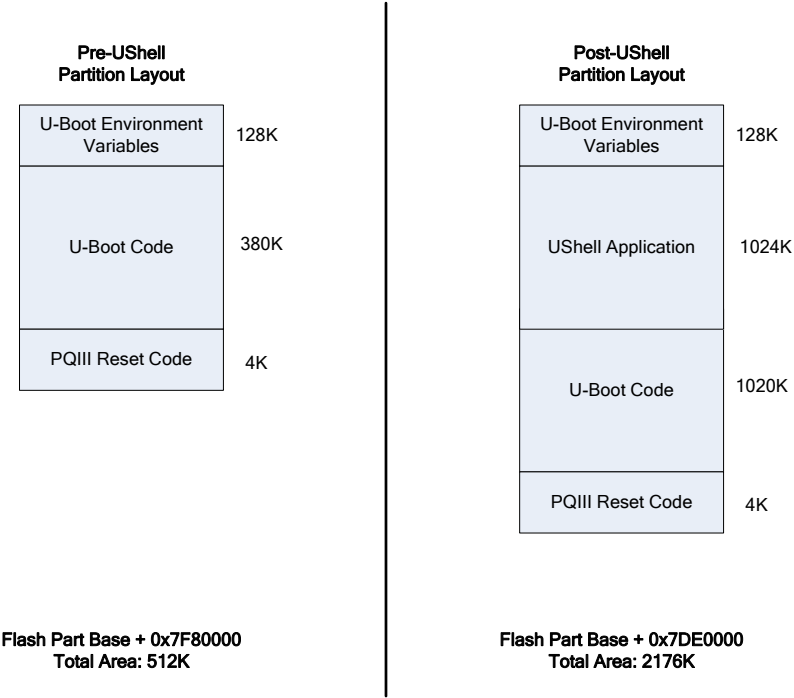 Pre-UShell
Partition Layout
U-Boot Environment
Variables
128K
U-Boot Code
380K
PQIII Reset Code
4K
Flash Part Base + 0x7F80000
Total Area: 512K
Post-UShell
Partition Layout
U-Boot Environment
Variables
128K
UShell Application
1024K
U-Boot Code
1020K
PQIII Reset Code
4K
Flash Part Base + 0x7DE0000
Total Area: 2176K